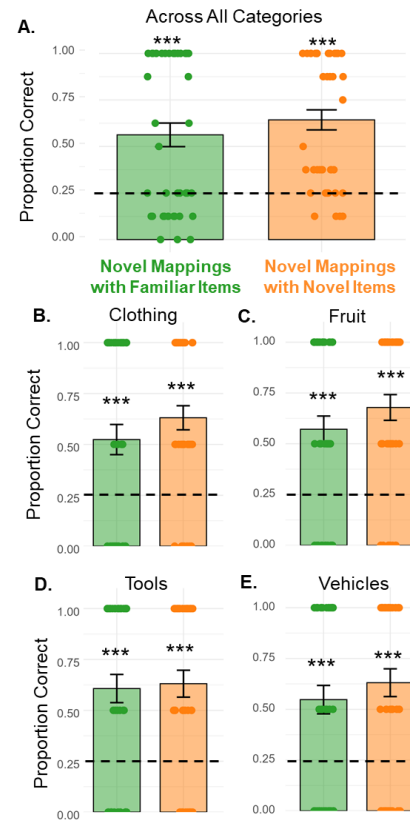 A.
Across All Categories
***
***
1.00
0.75
0.50
0.25
0.00
Proportion Correct
Novel Mappings
with Familiar Items
Novel Mappings
with Novel Items
B.
Clothing
***
***
1.00
0.75
0.50
0.25
0.00
Proportion Correct
C.
Fruit
***
***
1.00
0.75
0.50
0.25
0.00
D.
Tools
***
***
1.00
0.75
0.50
0.25
0.00
Proportion Correct
E.
Vehicles
***
***
1.00
0.75
0.50
0.25
0.00